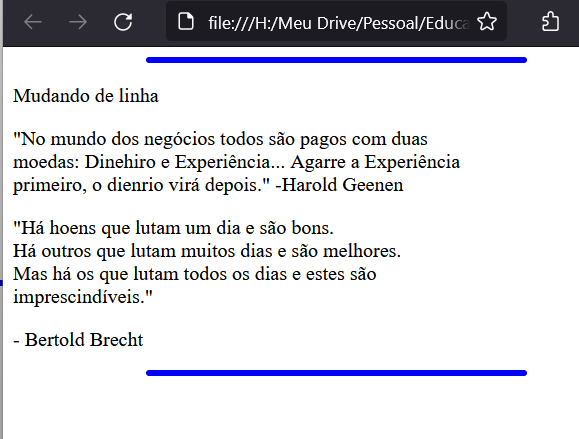 file:///H:/Meu Drive/Pessoal/Educa
Mudando de linha
"No mundo dos negócios todos são pagos com duas
moedas: Dinehiro e Experiência... Agarre a Experiência
primeiro, o dienrio virá depois." -Harold Geenen
"Há hoens que lutam um dia e são bons.
Há outros que lutam muitos dias e são melhores.
Mas há os que lutam todos os dias e estes são
imprescindíveis."
- Bertold Brecht